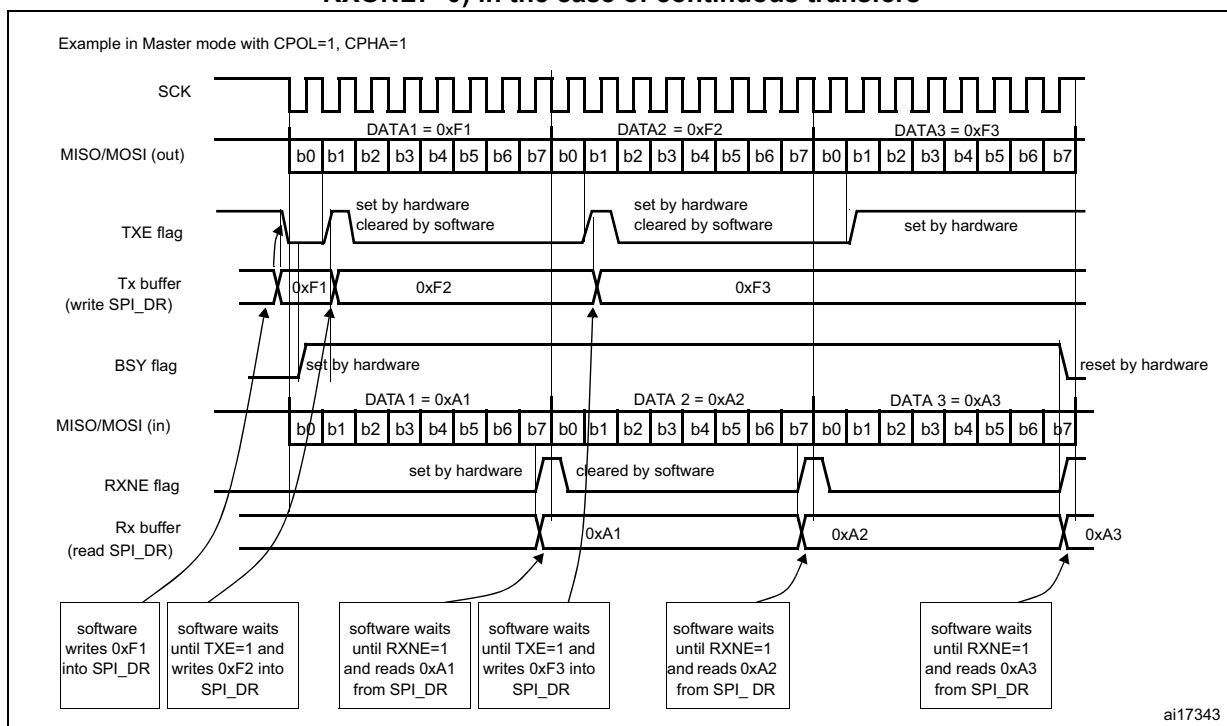 Example in Master mode with CPOL=1, CPHA=1
SCK
DATA1 = 0xF1 DATA2 = 0xF2 DATA3 = 0xF3
MISO/MOSI (out) b0 b1 b2 b3 b4 b5 b6 b7 b0 b1 b2 b3 b4 b5 b6 b7 b0 b1 b2 b3 b4 b5 b6 b7
set by hardware
cleared by software
set by hardware
cleared by software
set by hardware
TXE flag
Tx buffer
(write SPI_DR)
0xF1 0xF2 0xF3
BSY flag set by hardware reset by hardware
DATA 1 = 0xA1 DATA 2 = 0xA2 DATA 3 = 0xA3
MISO/MOSI (in) b0 b1 b2 b3 b4 b5 b6 b7 b0 b1 b2 b3 b4 b5 b6 b7 b0 b1 b2 b3 b4 b5 b6 b7
set by hardware cleared by software
RXNE flag
Rx buffer
(read SPI_DR)
0xA1 0xA2 0xA3
software
writes 0xF1
into SPI_DR
software waits
until TXE=1 and
writes 0xF2 into
SPI_DR
software waits
until RXNE=1
and reads 0xA1
from SPI_DR
software waits
until TXE=1 and
writes 0xF3 into
SPI_DR
software waits
until RXNE=1
and reads 0xA2
from SPI_ DR
software waits
until RXNE=1
and reads 0xA3
from SPI_DR
ai17343